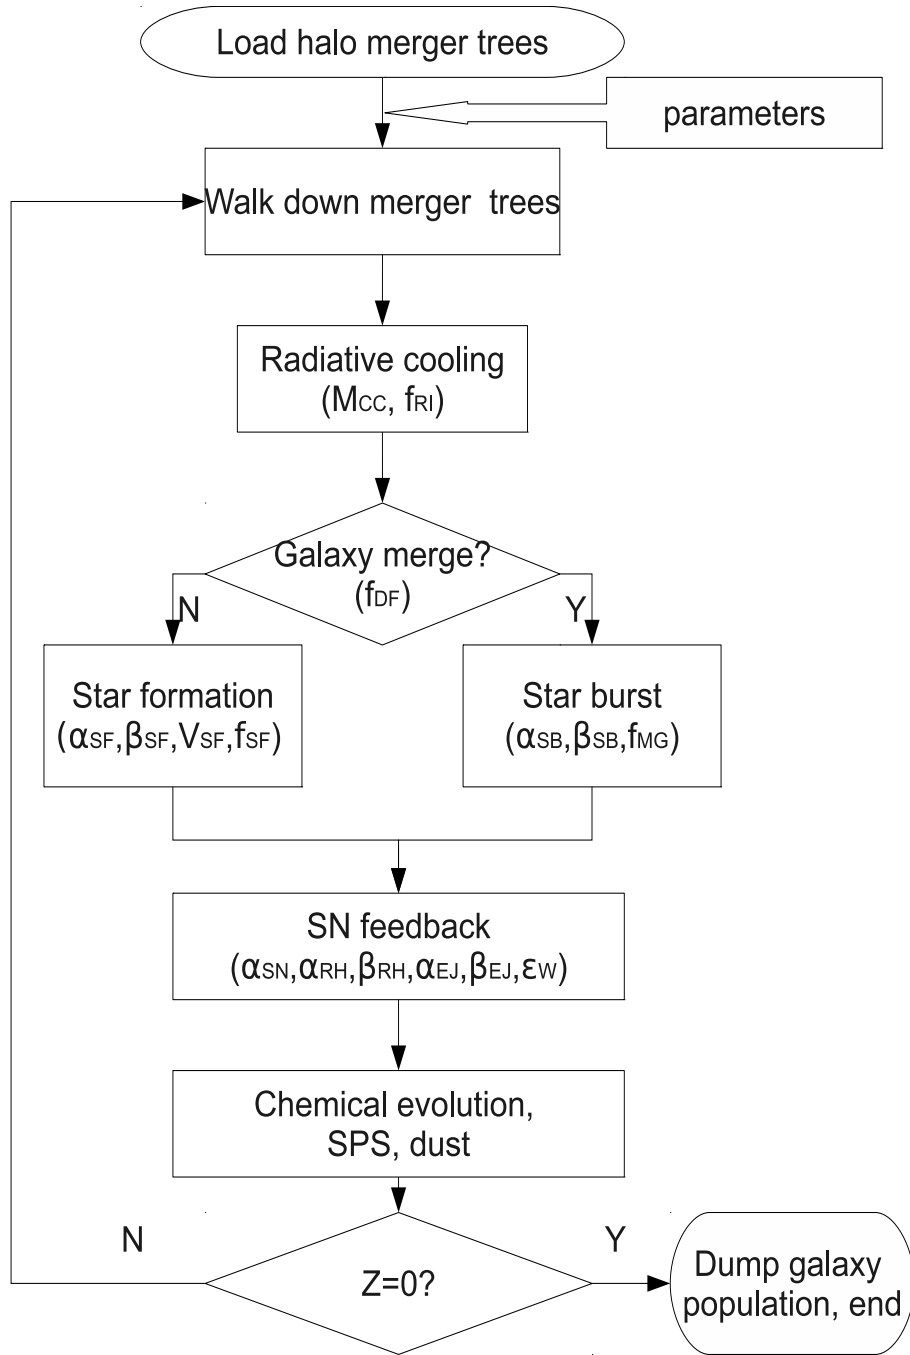 Load halo merger trees
parameters
Walk down merger trees
Radiative cooling
(MCC, fRI)
Galaxy merge?
(fDF)
N
Y
Star formation
(αSF,βSF,VSF,fSF)
Star burst
(αSB,βSB,fMG)
SN feedback
(αSN,αRH,βRH,αEJ,βEJ,εW)
Chemical evolution,
SPS, dust
N
Y
Z=0?
Dump galaxy
population, end